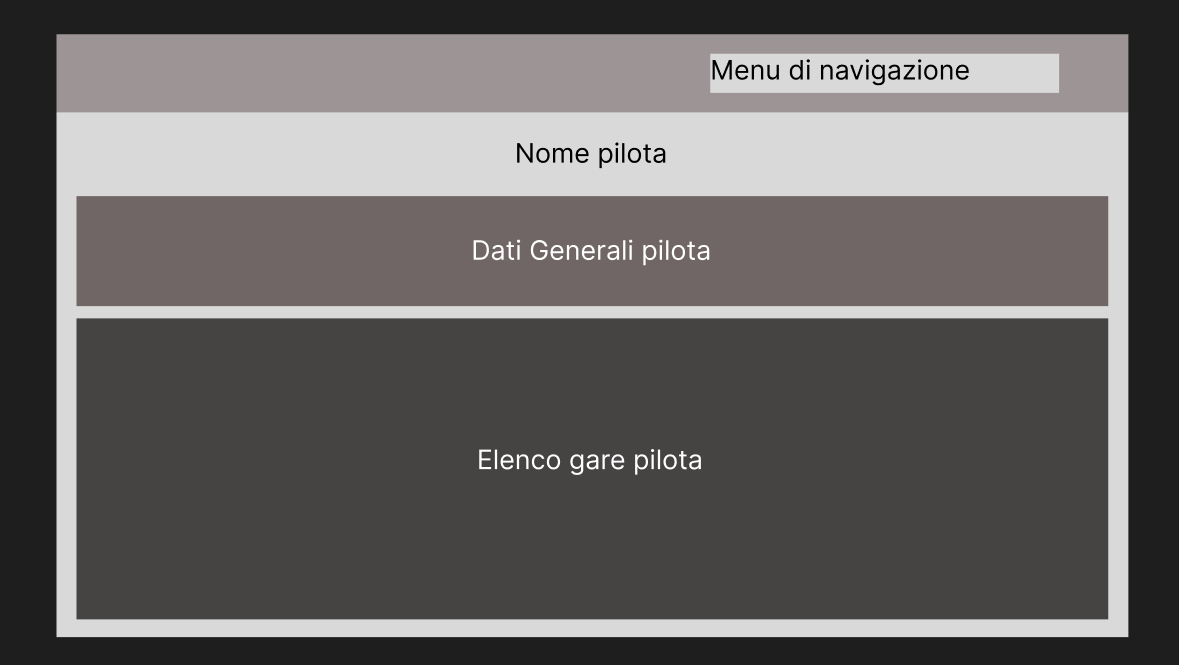 Menu di navigazione
Nome pilota
Dati Generali pilota
Elenco gare pilota